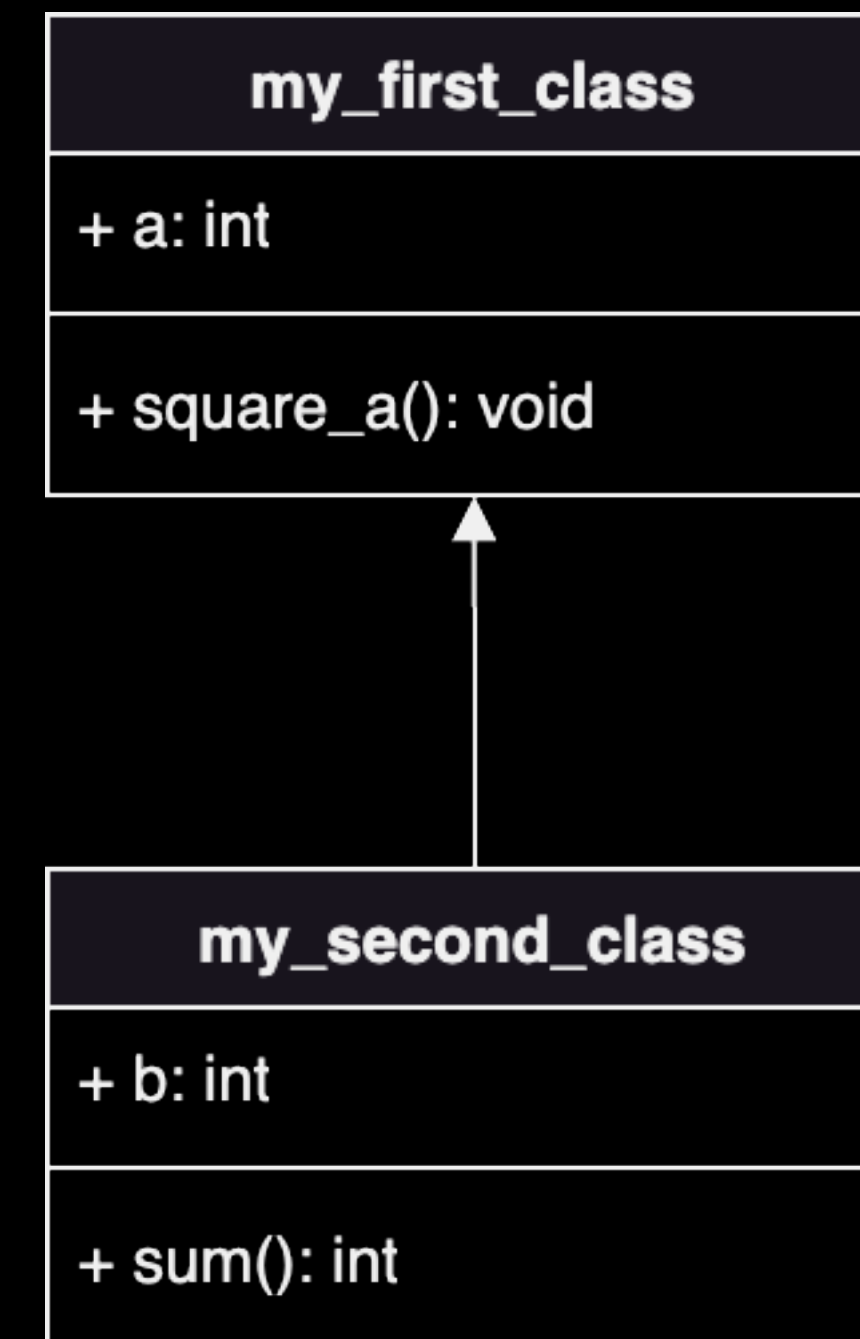 my_first_class
+ a: int
+ square_a(): void
my_second_class
+ b: int
+ sum(): int